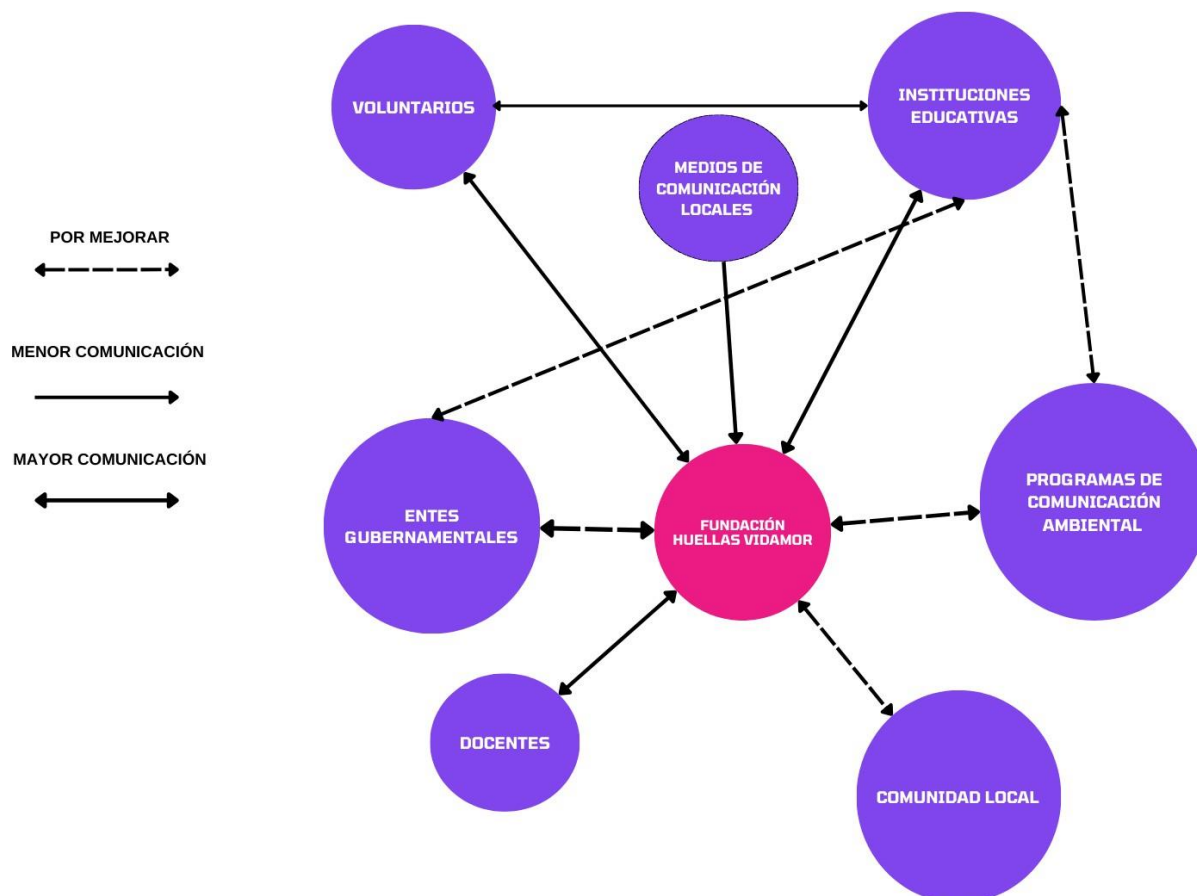 POR MEJORAR
MENOR COMUNICACIÓN
MAYOR COMUNICACIÓN
VOLUNTARIOS
INSTITUCIONES
EDUCATIVAS
MEDIOS DE
COMUNICACIÓN
LOCALES
ENTES
GUBERNAMENTALES
FUNDACIÓN
HUELLAS VIDAMOR
PROGRAMAS DE
COMUNICACIÓN
AMBIENTAL
DOCENTES
COMUNIDAD LOCAL